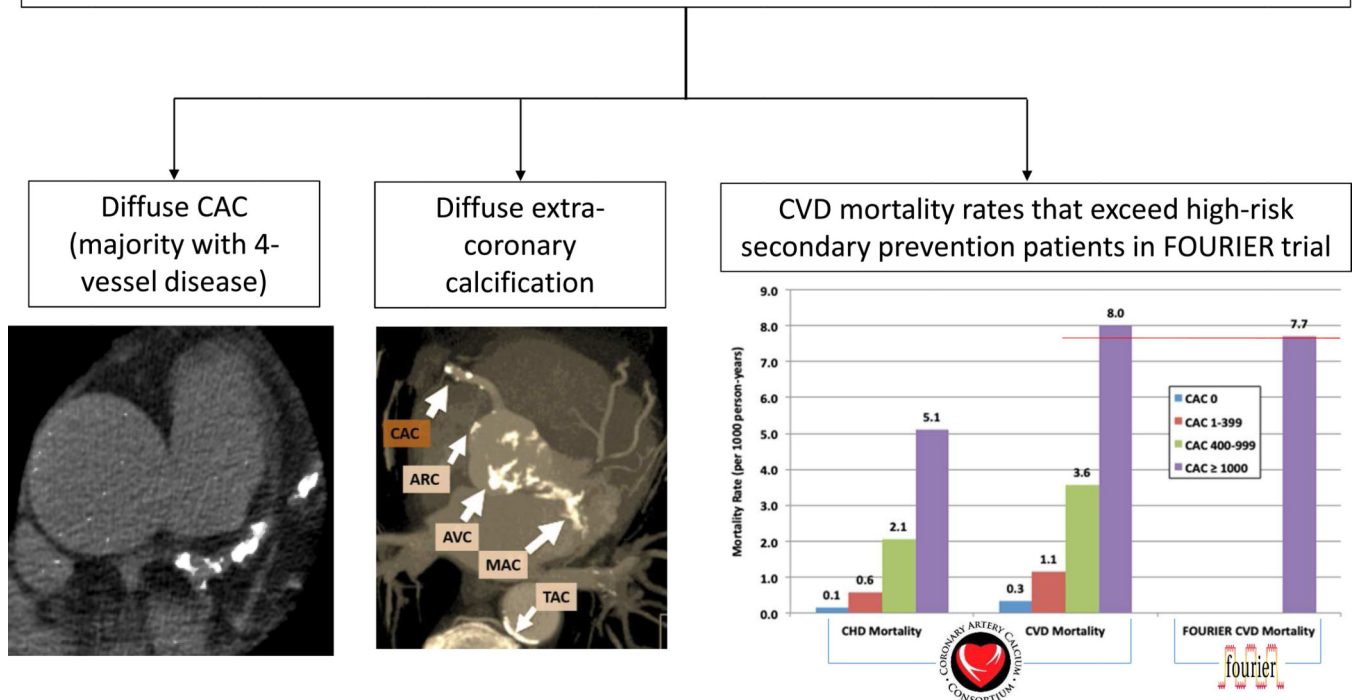 Diffuse CAC
(majority with 4-
vessel disease)
Diffuse extra-
coronary
calcification
CVD mortality rates that exceed high-risk
secondary prevention patients in FOURIER trial
CAC
ARC
AVC
MAC
TAC
Mortality Rate (per 1000 person-years)
9.0
8.0
7.0
6.0
5.0
4.0
3.0
2.0
1.0
0.0
0.1
0.6
2.1
5.1
0.3
1.1
3.6
8.0
7.7
CAC 0
CAC 1-399
CAC 400-999
CAC ≥ 1000
CHD Mortality
CVD Mortality
FOURIER CVD Mortality
CORONARY ARTERY CALCIUM
• CONSORTIUM •
fourier